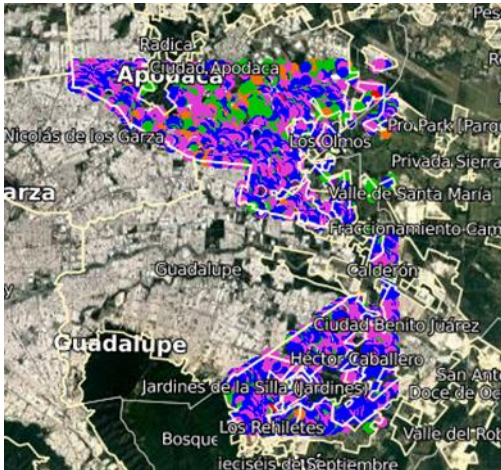 Pes
Radica
Ciudad Apodaca
Apodaca
Nicolás de los Garza
Los Olmos
Pro Park [Parq
Privada Sierra
arza
Valle de Santa María
Fraccionamiento Cam
Guadalupe
Calderón
y
Ciudad Benito Juárez
Guadalupe
Héctor Caballero
San Anto
Jardines de la Silla (Jardines)
Doce de Oc
Los Rehiletes
Bosque
Valle del Rob
ieciséis de Septiembre